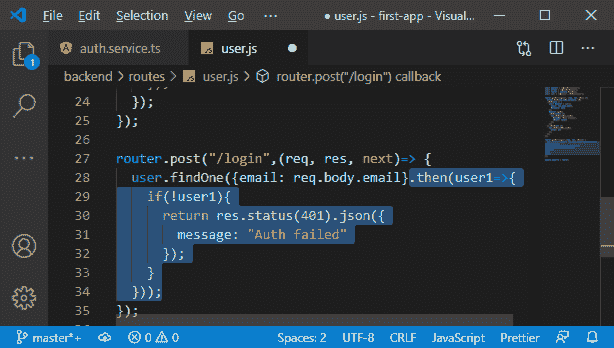 File Edit Selection View Go ... user.js - first-app - Visual...
auth.service.ts JS user.js
backend > routes > JS user.js > router.post("/login") callback
24 });
25 });
26
27 router.post("/login",(req, res, next)=> {
28 user.findOne({email: req.body.email}.then(user1=>{
29 if(!user1){
30 return res.status(401).json({
31 message: "Auth failed"
32 });
33 }
34 }));
35 });
1
master*+ 0 0 Spaces: 2 UTF-8 CRLF JavaScript Prettier